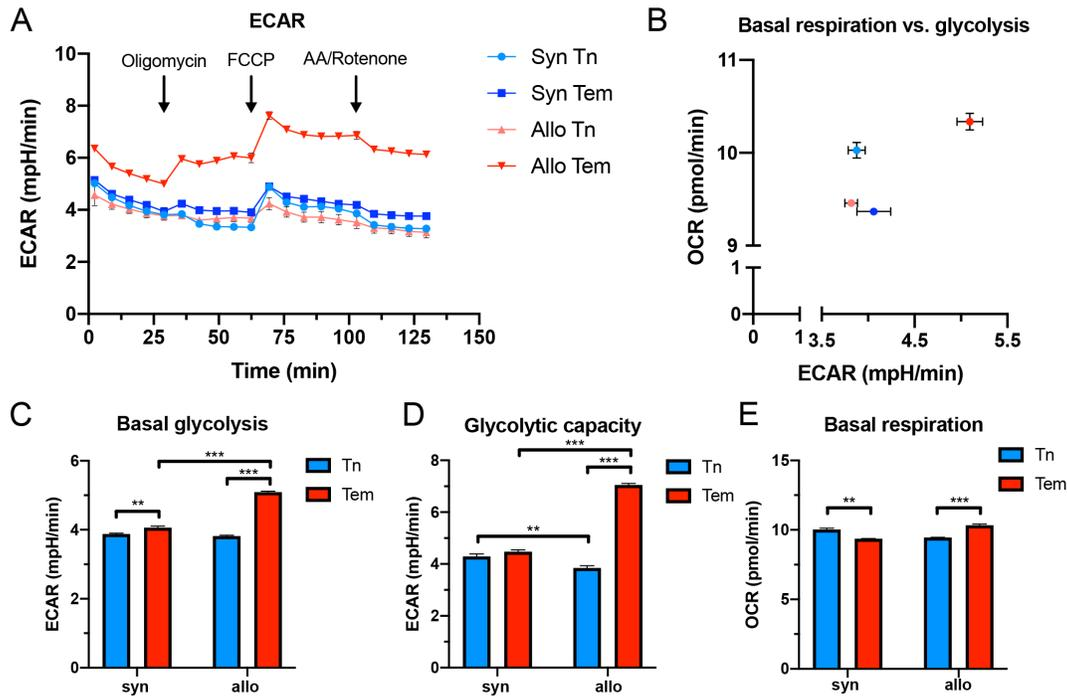 A
ECAR
ECAR (mpH/min)
10
8
6
4
2
0
Oligomycin
FCCP
AA/Rotenone
0
25
50
75
100
125
150
Time (min)
Syn Tn
Syn Tem
Allo Tn
Allo Tem
B
Basal respiration vs. glycolysis
OCR (pmol/min)
11
10
9
1
0
0
1
3.5
4.5
5.5
ECAR (mpH/min)
C
Basal glycolysis
ECAR (mpH/min)
6
4
2
0
**
***
***
syn
allo
Tn
Tem
D
Glycolytic capacity
ECAR (mpH/min)
8
6
4
2
0
**
***
***
syn
allo
Tn
Tem
E
Basal respiration
OCR (pmol/min)
15
10
5
0
**
***
syn
allo
Tn
Tem